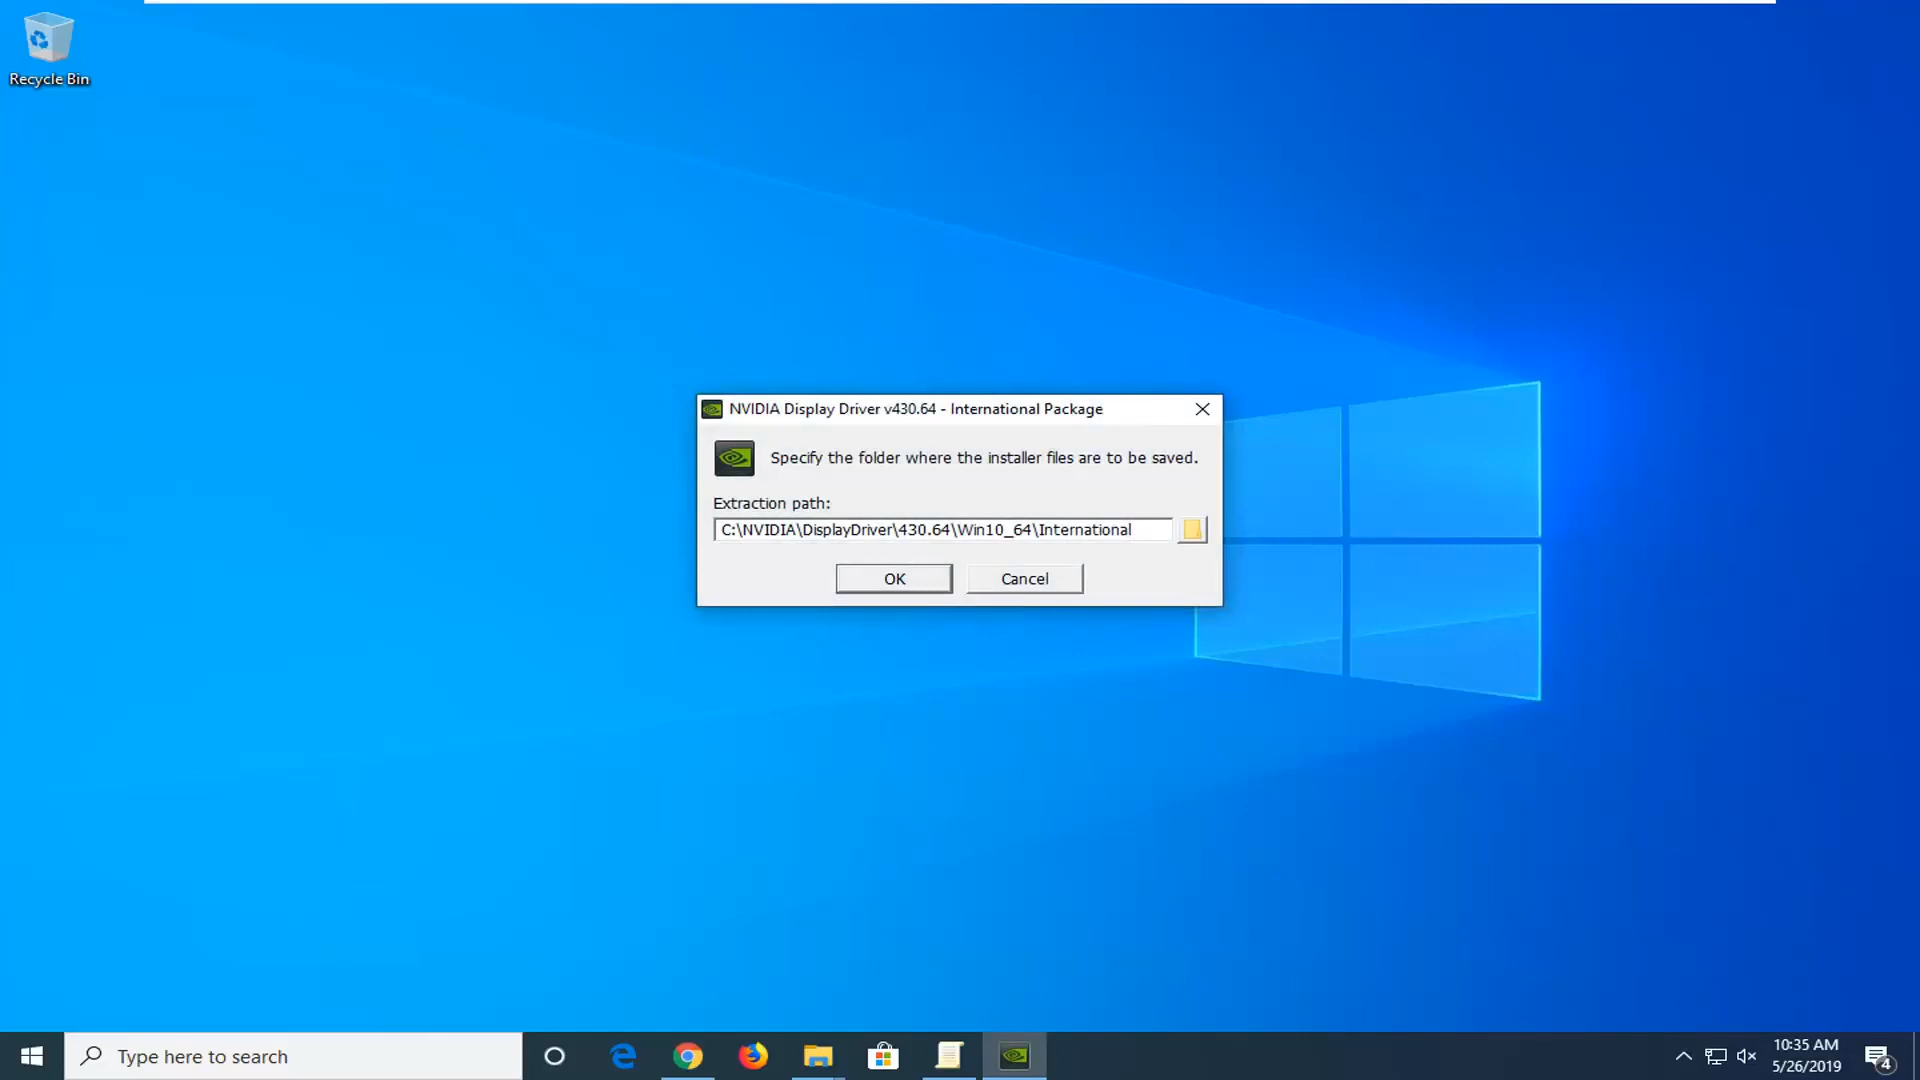 Recycle Bin
NVIDIA Display Driver v430.64 - International Package
Specify the folder where the installer files are to be saved.
Extraction path:
C:\NVIDIA\DisplayDriver\430.64\Win10_64\International
OK
Cancel
Type here to search
10:35 AM
5/26/2019
4